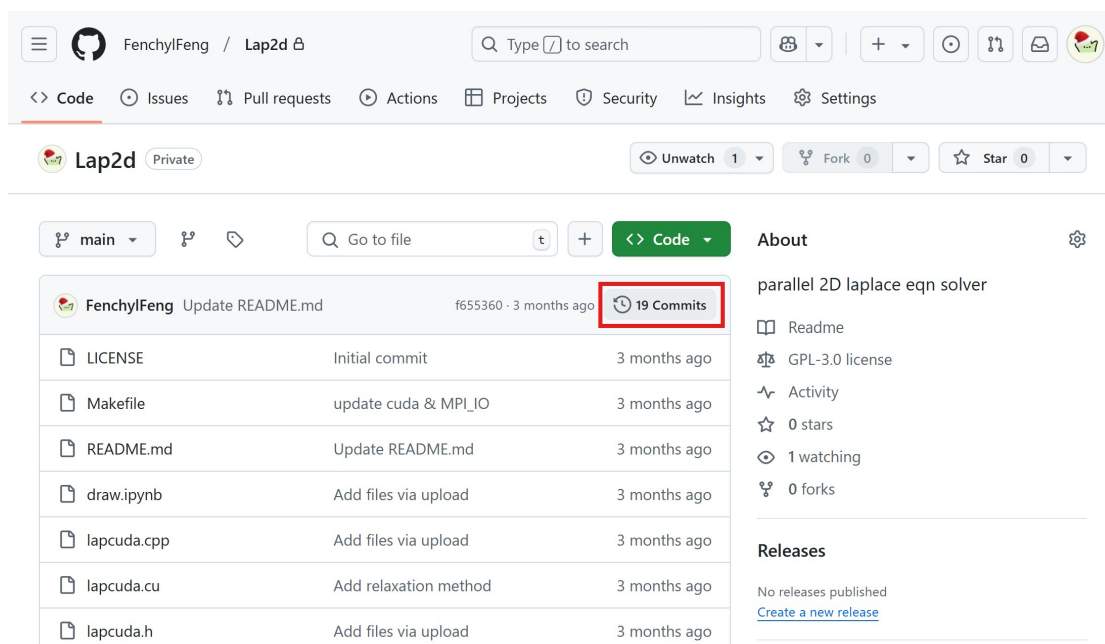 FenchylFeng / Lap2d
Type / to search
Code Issues Pull requests Actions Projects Security Insights Settings
Lap2d Private
Unwatch 1 Fork 0 Star 0
main
Go to file t
Code
FenchylFeng Update README.md f655360 · 3 months ago 19 Commits
LICENSE Initial commit 3 months ago
Makefile update cuda & MPI_IO 3 months ago
README.md Update README.md 3 months ago
draw.ipynb Add files via upload 3 months ago
lapcuda.cpp Add files via upload 3 months ago
lapcuda.cu Add relaxation method 3 months ago
lapcuda.h Add files via upload 3 months ago
About
parallel 2D laplace eqn solver
Readme
GPL-3.0 license
Activity
0 stars
1 watching
0 forks
Releases
No releases published
Create a new release